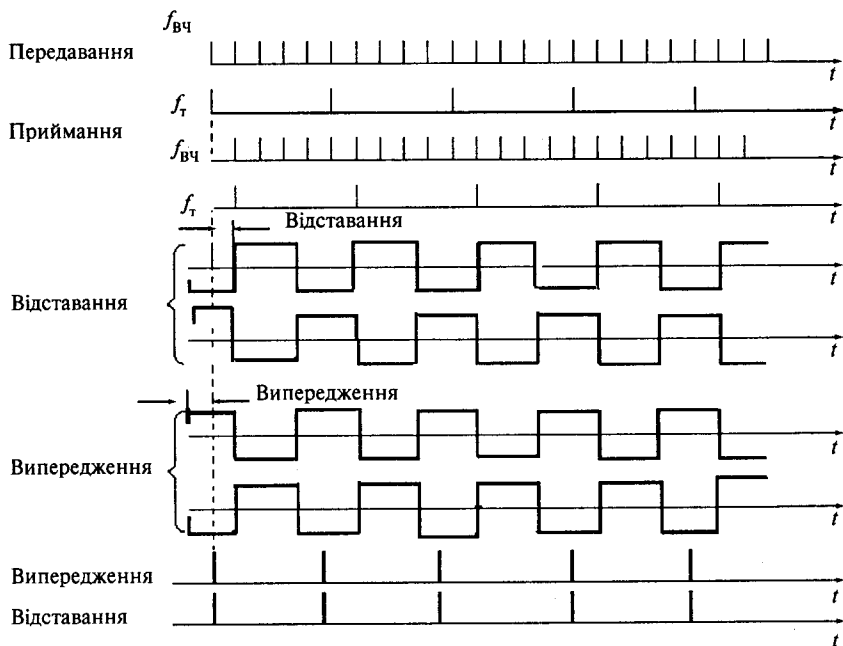 f_вч
Передавання
t
f_т
t
Приймання
f_вч
t
f_т
t
Відставання
t
Відставання
t
Випередження
t
Випередження
t
Випередження
t
Відставання
t